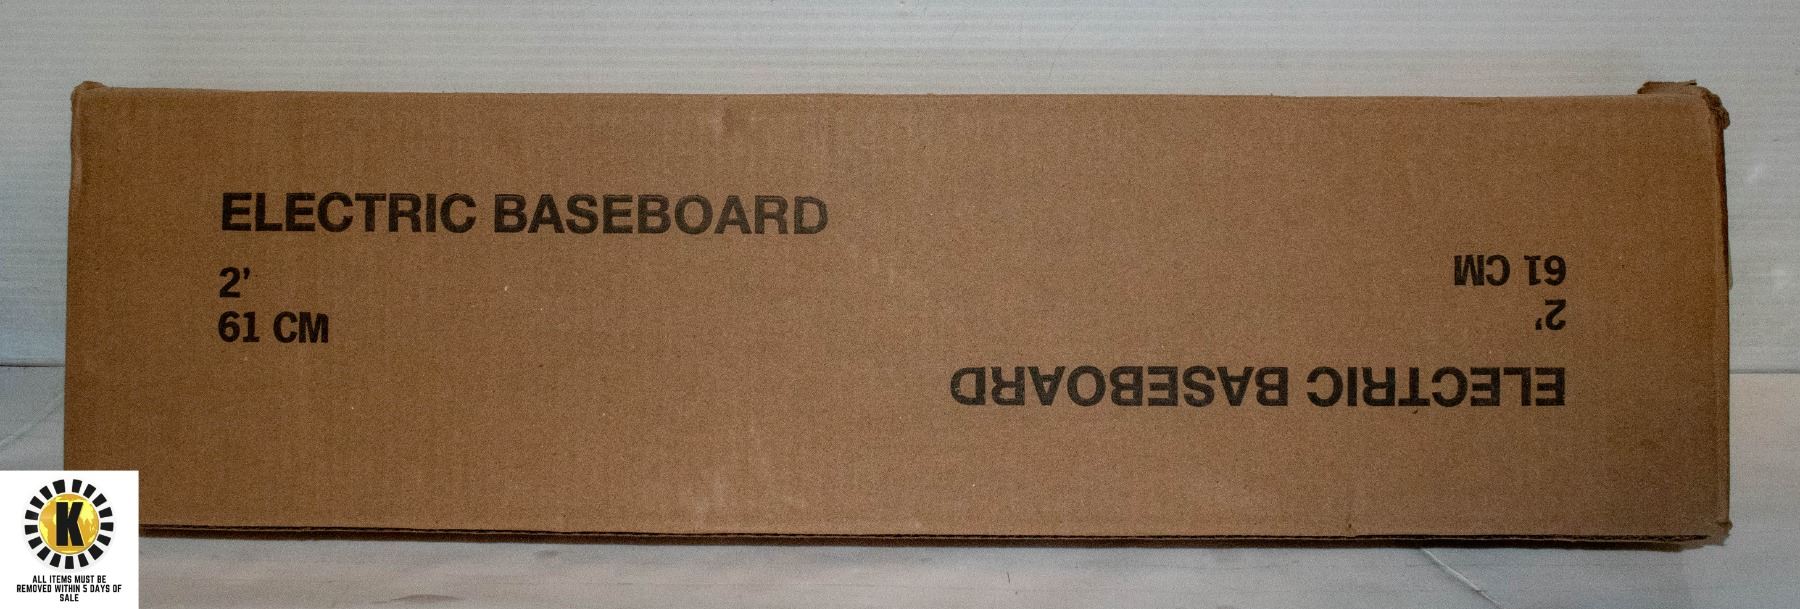 ELECTRIC BASEBOARD
2'
61 CM
ELECTRIC BASEBOARD
2'
61 CM
K
ALL ITEMS MUST BE
REMOVED WITHIN 5 DAYS OF
SALE